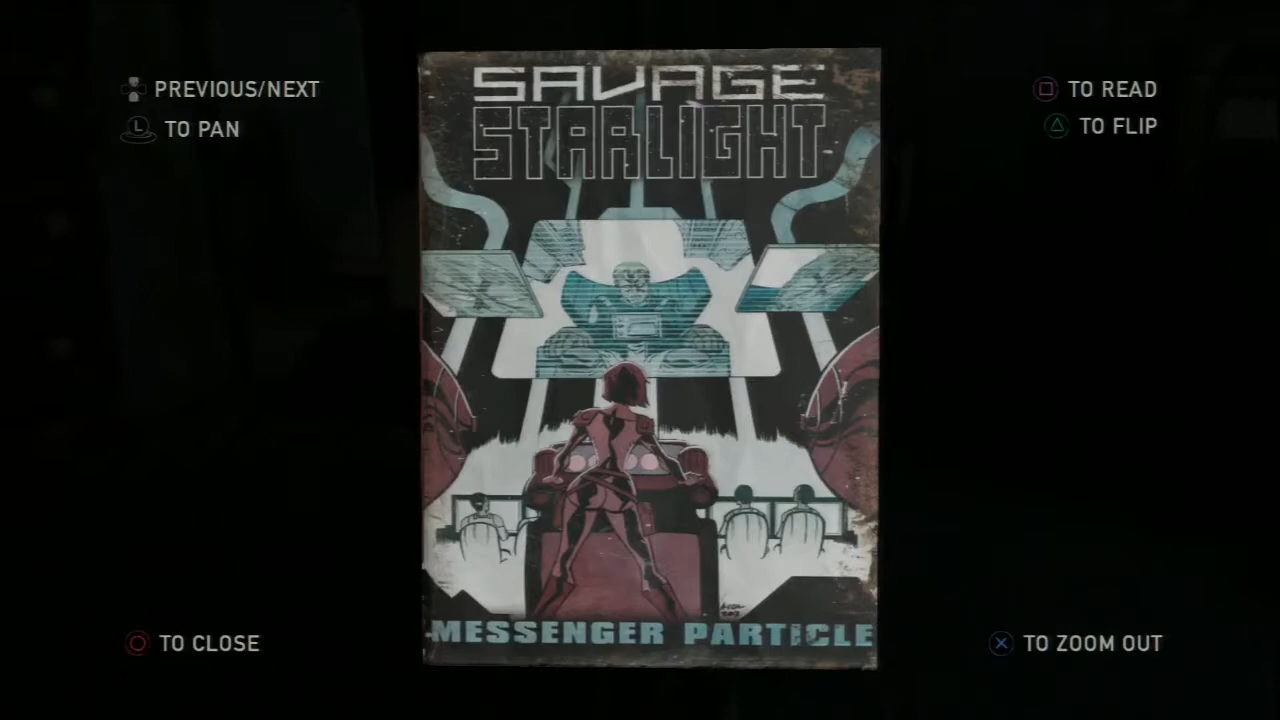 SAVAGE
STARLIGHT
PREVIOUS/NEXT
L TO PAN
TO READ
TO FLIP
MESSENGER PARTICLE
TO CLOSE
TO ZOOM OUT